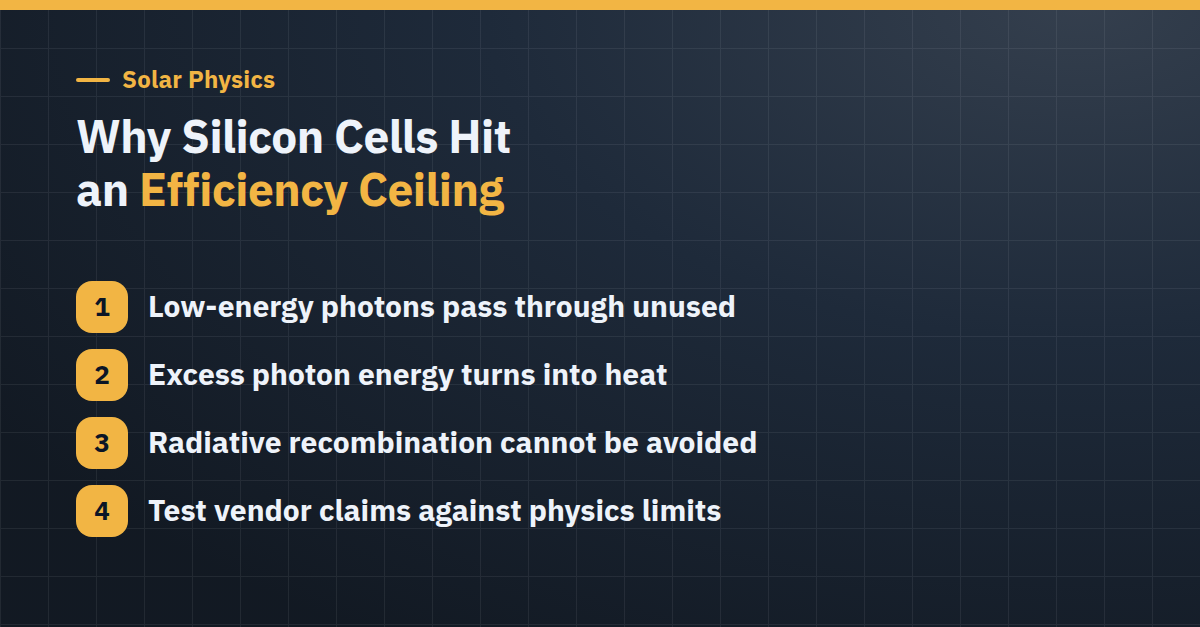 Solar Physics
Why Silicon Cells Hit
an Efficiency Ceiling
1 Low-energy photons pass through unused
2 Excess photon energy turns into heat
3 Radiative recombination cannot be avoided
4 Test vendor claims against physics limits